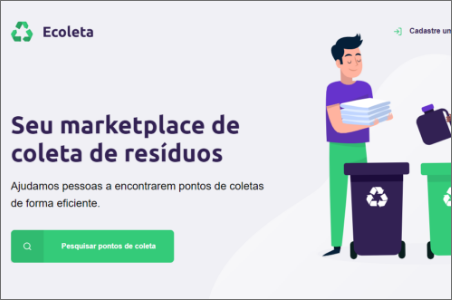 Ecoleta
Cadastre um
Seu marketplace de
coleta de resíduos
Ajudamos pessoas a encontrarem pontos de coletas
de forma eficiente.
Pesquisar pontos de coleta